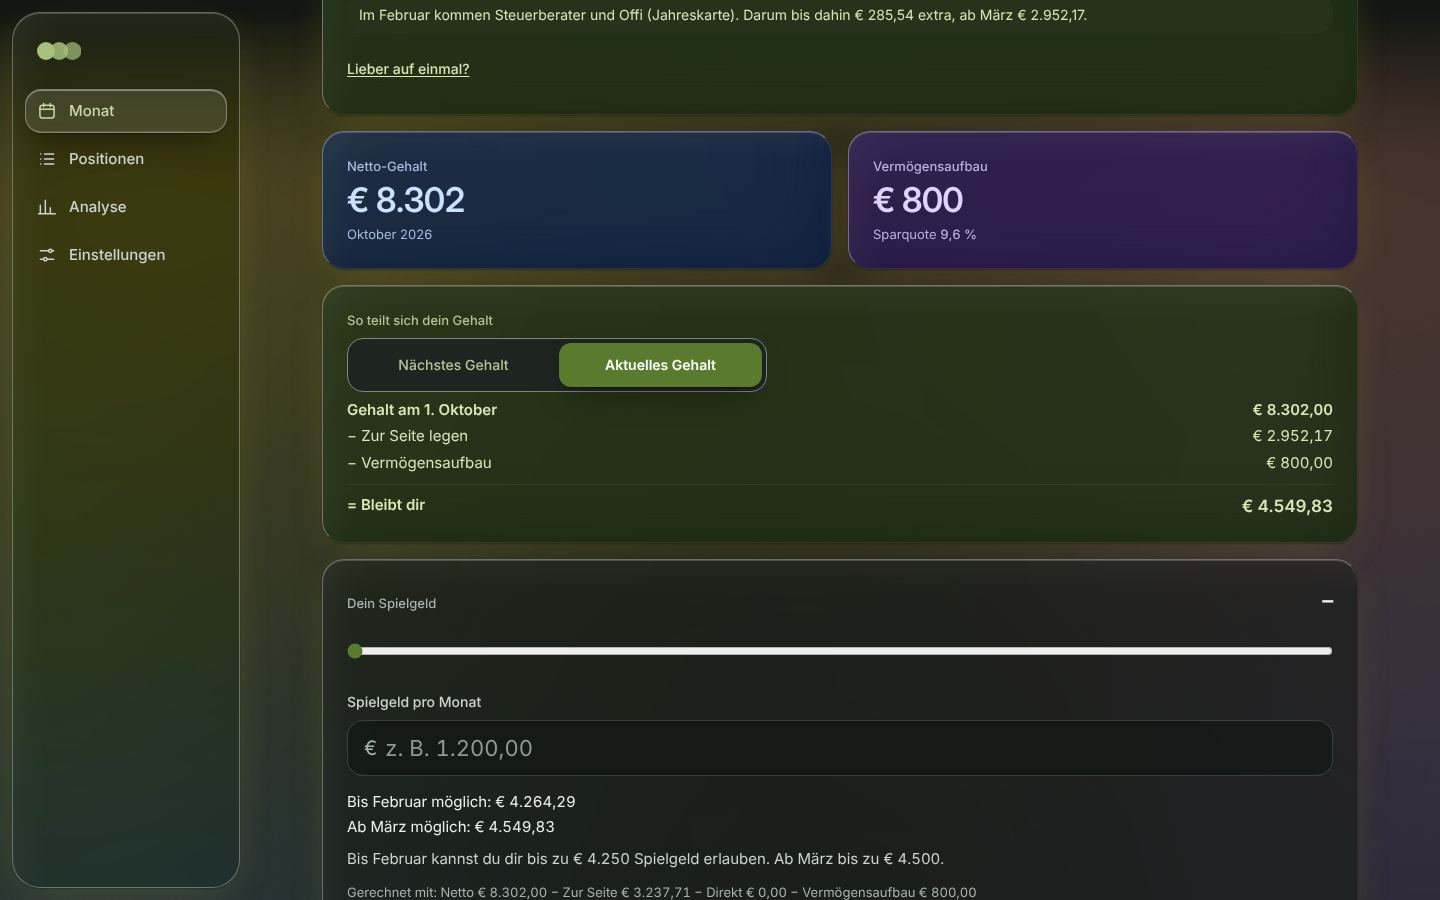 Im Februar kommen Steuerberater und Offi (Jahreskarte). Darum bis dahin € 285,54 extra, ab März € 2.952,17.
Lieber auf einmal?
Monat
Positionen
Analyse
Einstellungen
Netto-Gehalt
€ 8.302
Oktober 2026
Vermögensaufbau
€ 800
Sparquote 9,6 %
So teilt sich dein Gehalt
Nächstes Gehalt
Aktuelles Gehalt
Gehalt am 1. Oktober € 8.302,00
− Zur Seite legen € 2.952,17
− Vermögensaufbau € 800,00
= Bleibt dir € 4.549,83
Dein Spielgeld
Spielgeld pro Monat
€ z. B. 1.200,00
Bis Februar möglich: € 4.264,29
Ab März möglich: € 4.549,83
Bis Februar kannst du dir bis zu € 4.250 Spielgeld erlauben. Ab März bis zu € 4.500.
Gerechnet mit: Netto € 8.302,00 − Zur Seite € 3.237,71 − Direkt € 0,00 − Vermögensaufbau € 800,00